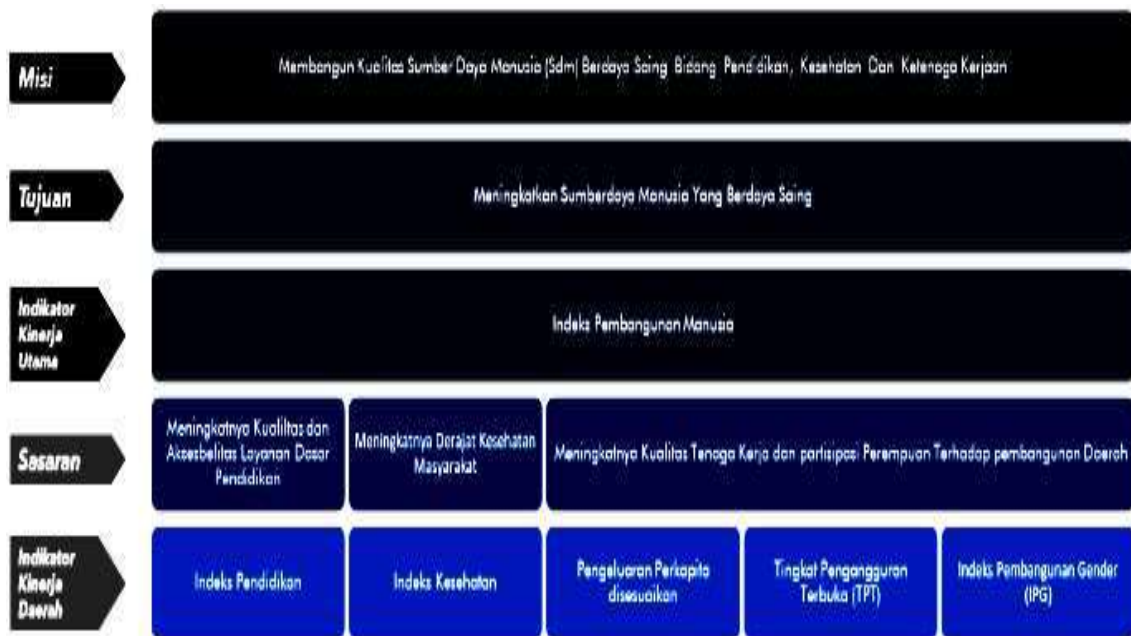 Misi
Membangun Kualitas Sumber Daya Manusia (Sdm) Berdaya Saing Bidang Pendidikan, Kesehatan Dan Ketenaga Kerjaan
Tujuan
Meningkatkan Sumberdaya Manusia Yang Berdaya Saing
Indikator
Kinerja
Utama
Indeks Pembangunan Manusia
Sasaran
Meningkatnya Kualiltas dan
Aksesbelitas Layanan Dasar
Pendidikan
Meningkatnya Derajat Kesehatan
Masyarakat
Meningkatnya Kualitas Tenaga Kerja dan partisipasi Perempuan Terhadap pembangunan Daerah
Indikator
Kinerja
Daerah
Indeks Pendidikan
Indeks Kesehatan
Pengeluaran Perkapita
disesuaikan
Tingkat Pengangguran
Terbuka (TPT)
Indeks Pembangunan Gender
(IPG)